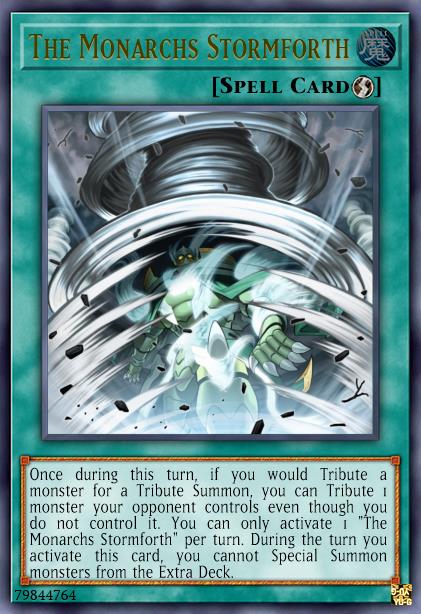 THE MONARCHS STORMFORTH
[SPELL CARD]
Once during this turn, if you would Tribute a
monster for a Tribute Summon, you can Tribute 1
monster your opponent controls even though you
do not control it. You can only activate 1 "The
Monarchs Stormforth" per turn. During the turn you
activate this card, you cannot Special Summon
monsters from the Extra Deck.
79844764